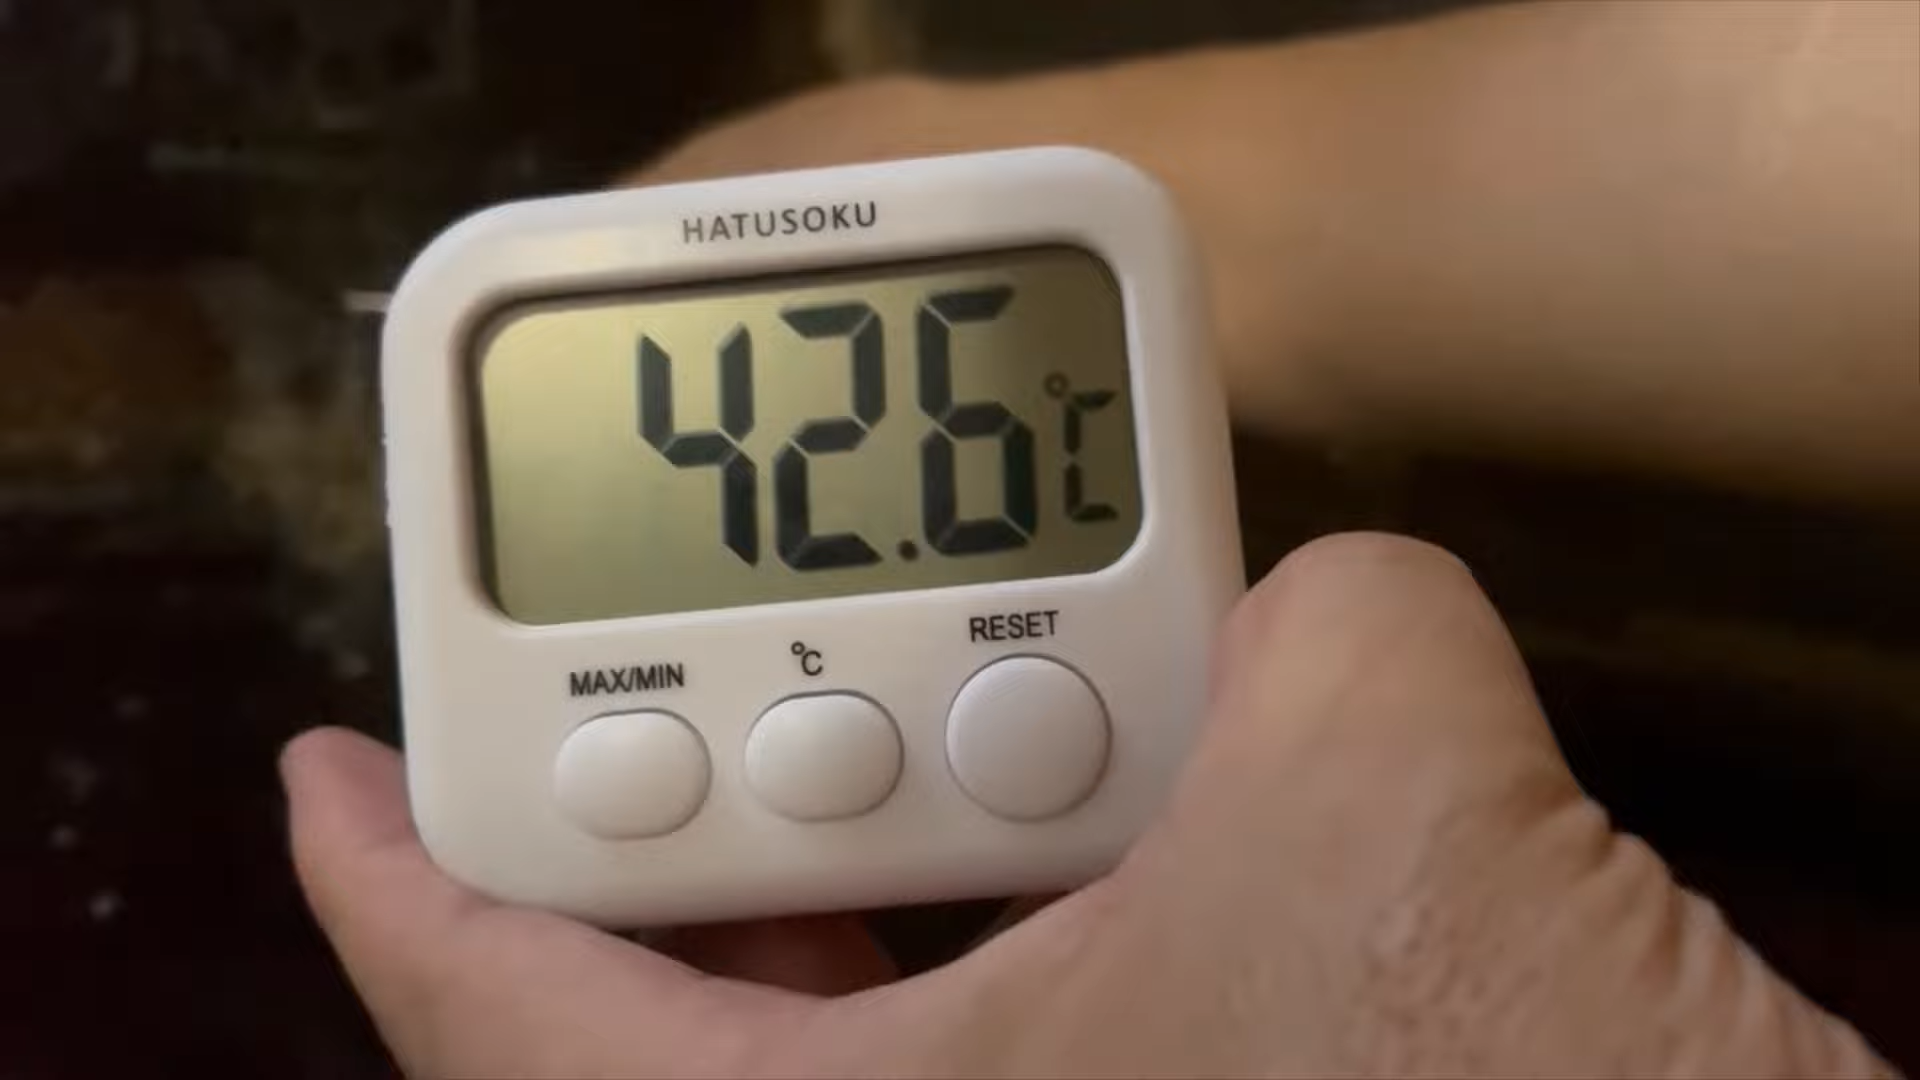 HATUSOKU
42.6 °C
MAX/MIN
°C
RESET